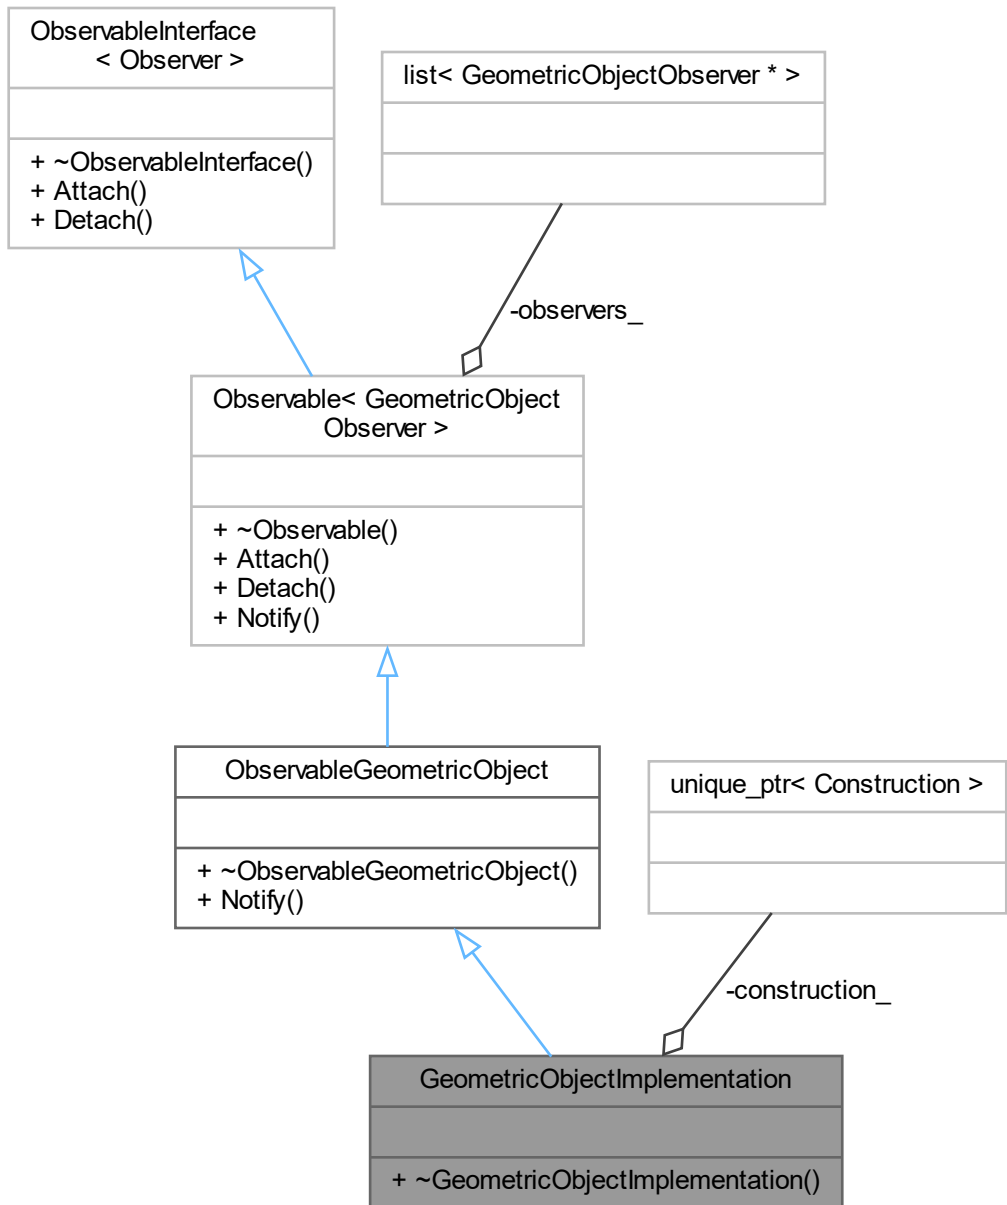 ObservableInterface
< Observer >
+ ~ObservableInterface()
+ Attach()
+ Detach()
list< GeometricObjectObserver * >
-observers_
Observable< GeometricObject
Observer >
+ ~Observable()
+ Attach()
+ Detach()
+ Notify()
ObservableGeometricObject
+ ~ObservableGeometricObject()
+ Notify()
unique_ptr< Construction >
-construction_
GeometricObjectImplementation
+ ~GeometricObjectImplementation()